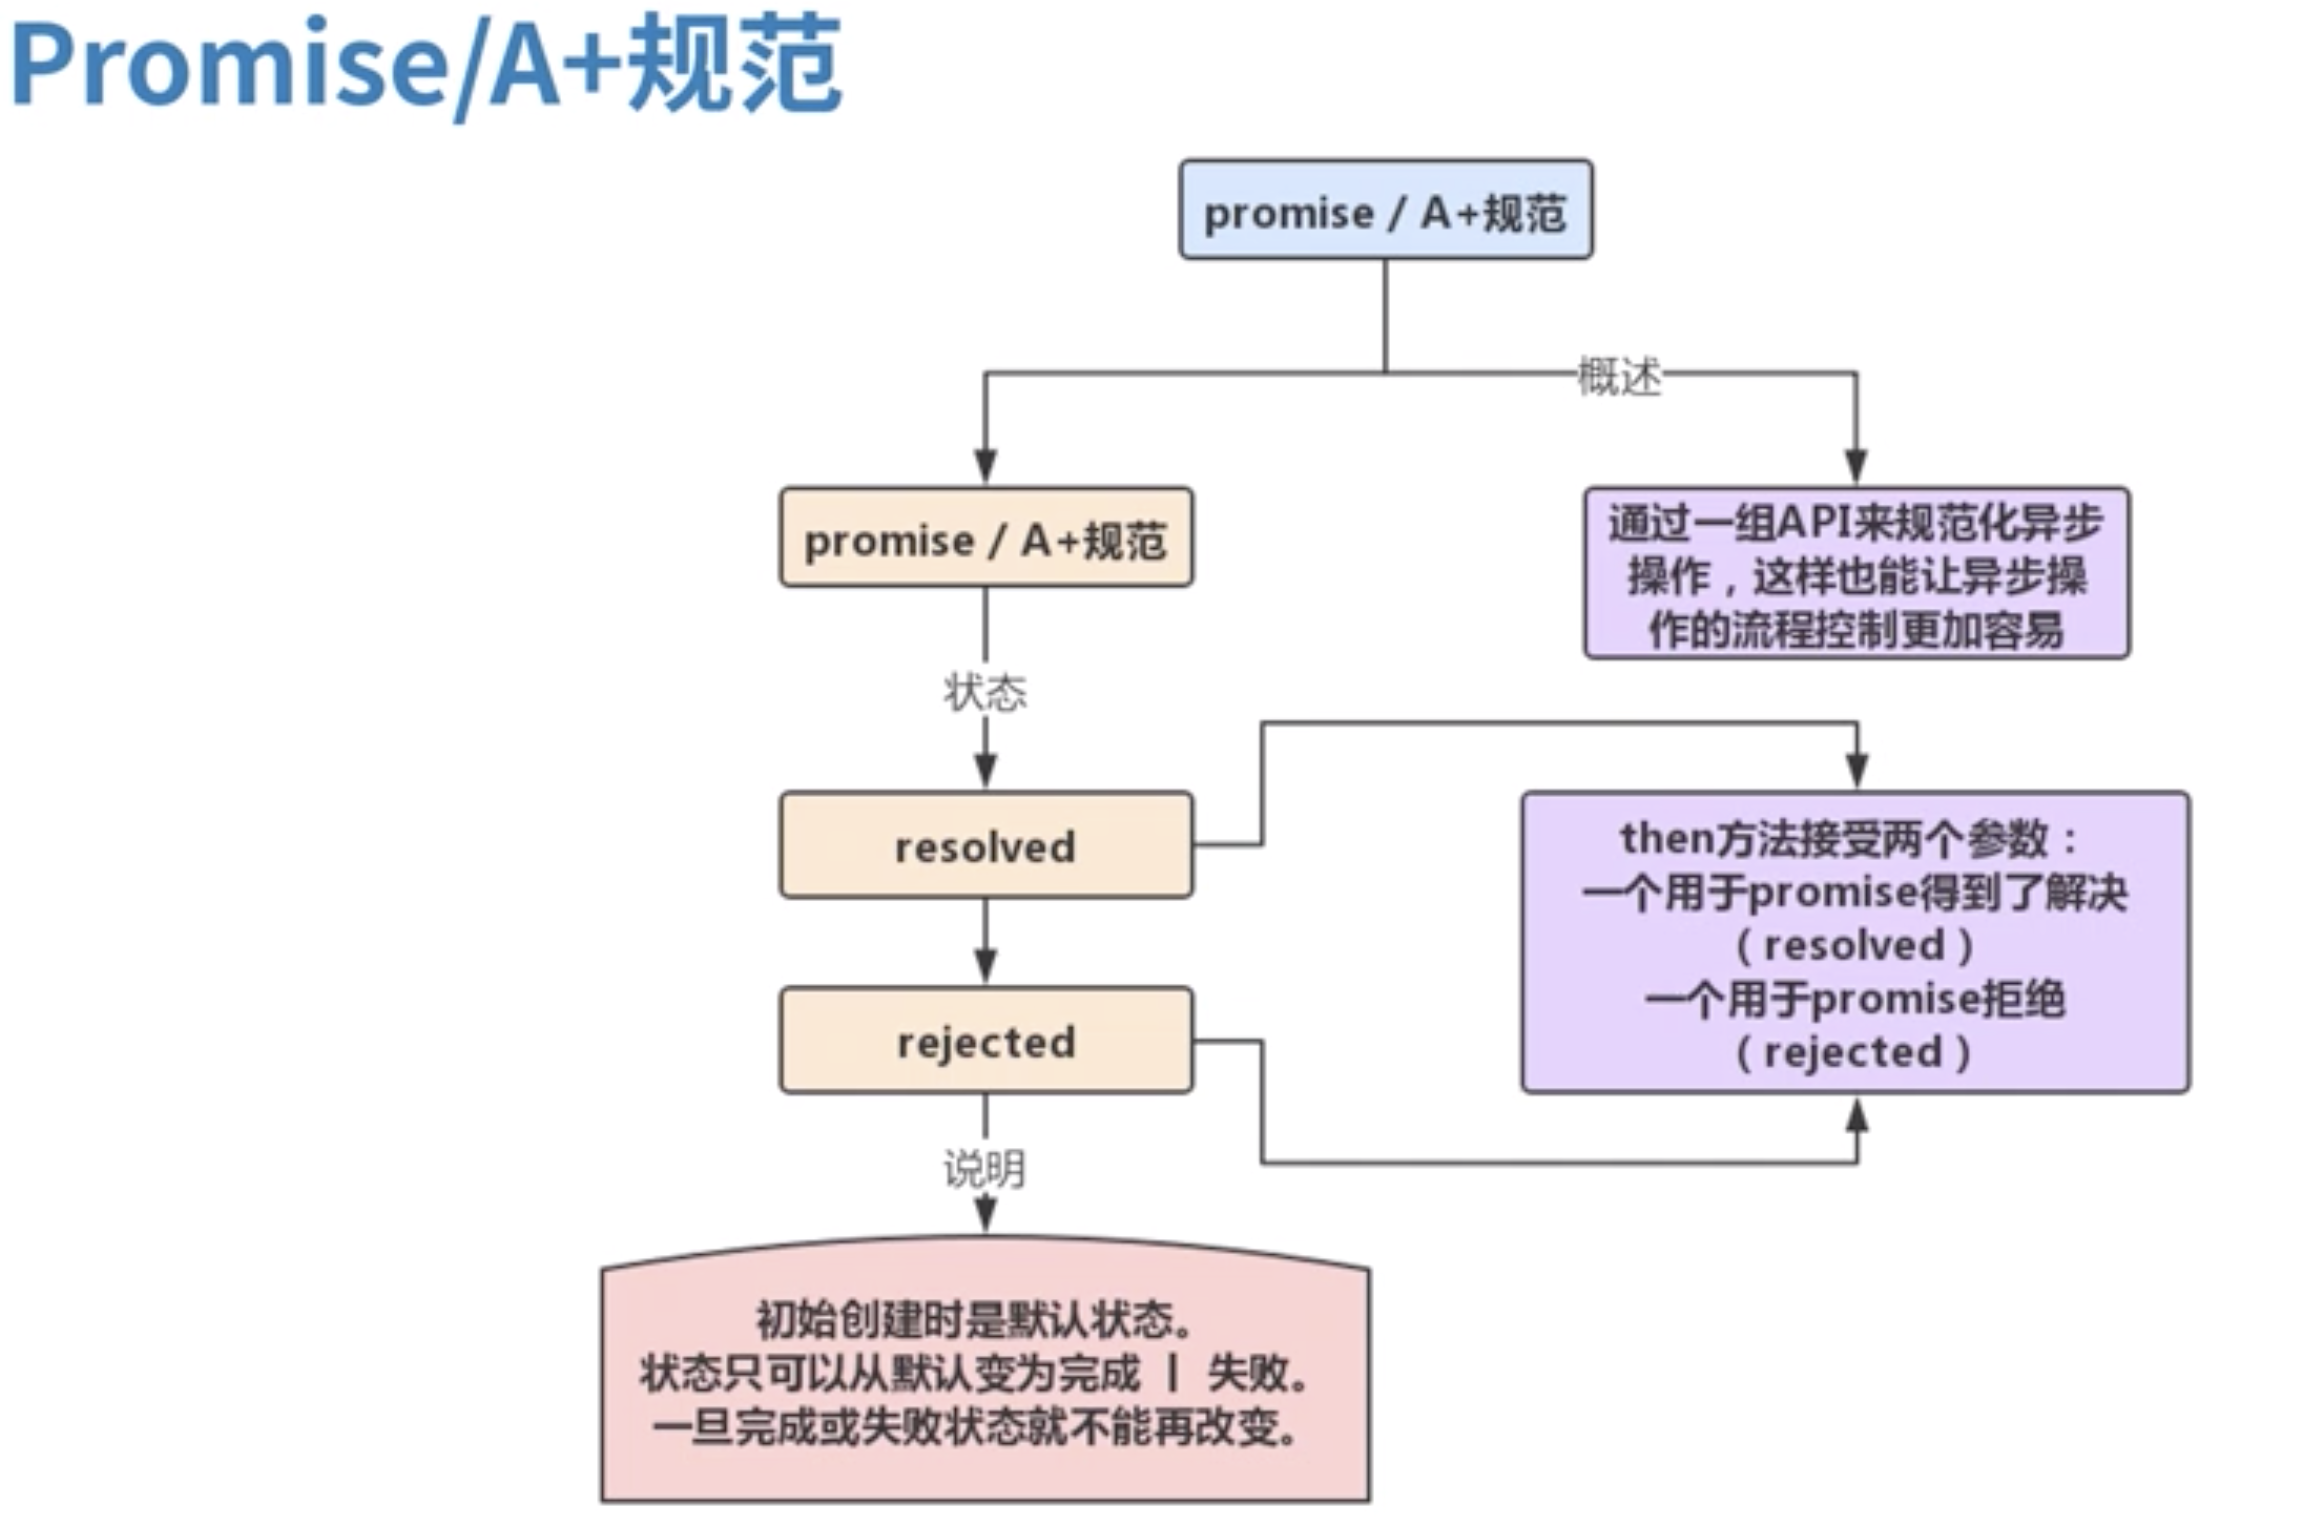 Promise/A+规范
promise / A+规范
概述
promise / A+规范
通过一组API来规范化异步
操作，这样也能让异步操
作的流程控制更加容易
状态
resolved
then方法接受两个参数：
一个用于promise得到了解决
（resolved）
一个用于promise拒绝
（rejected）
rejected
说明
初始创建时是默认状态。
状态只可以从默认变为完成 | 失败。
一旦完成或失败状态就不能再改变。